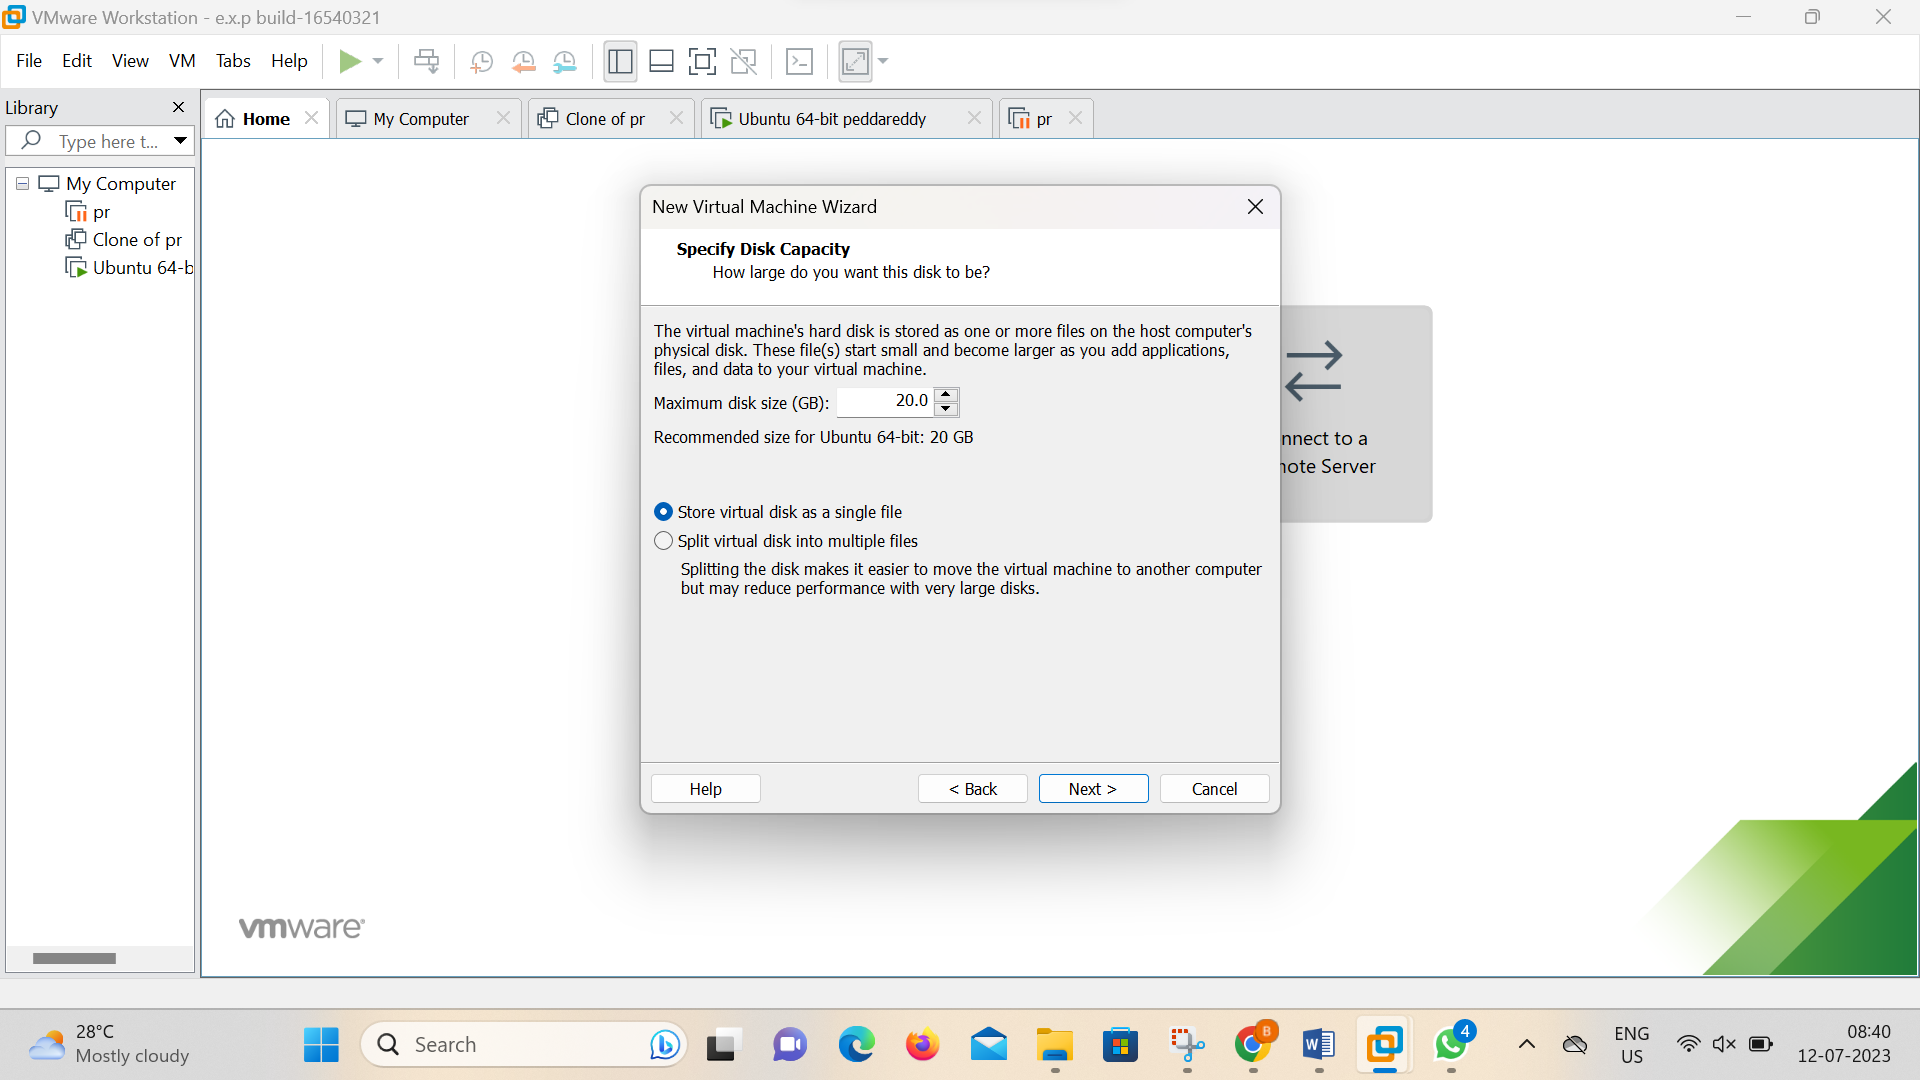 VMware Workstation - e.x.p build-16540321
File Edit View VM Tabs Help
Library
Home
My Computer
Clone of pr
Ubuntu 64-bit peddareddy
pr
Type here t...
My Computer
pr
Clone of pr
Ubuntu 64-b
New Virtual Machine Wizard
Specify Disk Capacity
How large do you want this disk to be?
The virtual machine's hard disk is stored as one or more files on the host computer's
physical disk. These file(s) start small and become larger as you add applications,
files, and data to your virtual machine.
Maximum disk size (GB): 20.0
Recommended size for Ubuntu 64-bit: 20 GB
Store virtual disk as a single file
Split virtual disk into multiple files
Splitting the disk makes it easier to move the virtual machine to another computer
but may reduce performance with very large disks.
Help
< Back
Next >
Cancel
nnect to a
note Server
vmware
28°C
Mostly cloudy
Search
B
W
4
ENG
US
08:40
12-07-2023